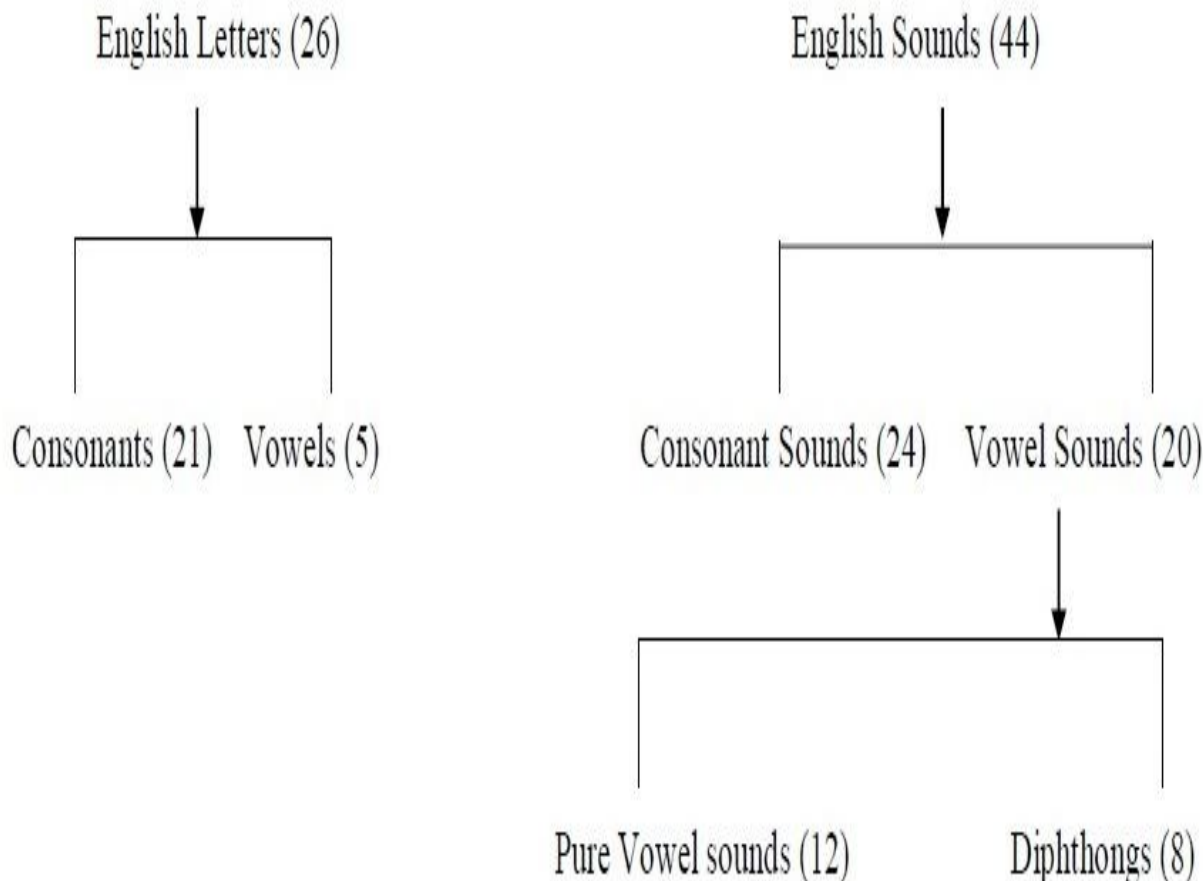 English Letters (26)
English Sounds (44)
Consonants (21)
Vowels (5)
Consonant Sounds (24)
Vowel Sounds (20)
Pure Vowel sounds (12)
Diphthongs (8)